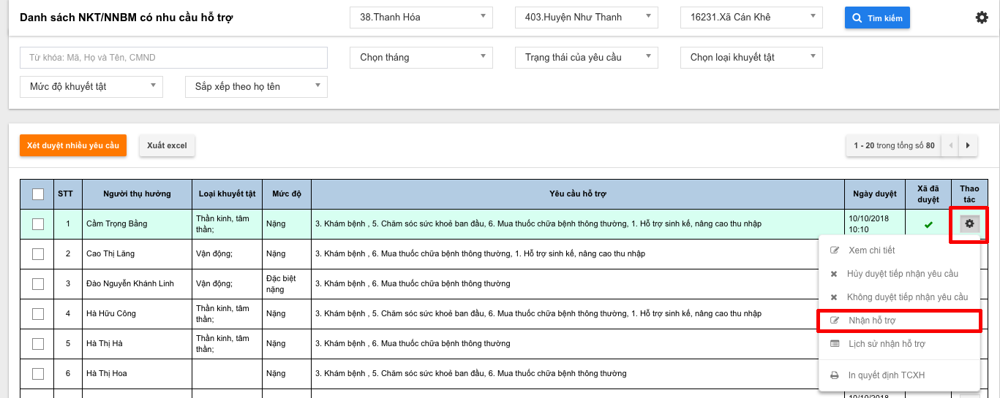 Danh sách NKT/NNBM có nhu cầu hỗ trợ
38.Thanh Hóa
403.Huyện Như Thanh
16231.Xã Cán Khê
Tìm kiếm
Từ khóa: Mã, Họ và Tên, CMND
Chọn tháng
Trạng thái của yêu cầu
Chọn loại khuyết tật
Mức độ khuyết tật
Sắp xếp theo họ tên
Xét duyệt nhiều yêu cầu
Xuất excel
1 - 20 trong tổng số 80
STT
Người thụ hưởng
Loại khuyết tật
Mức độ
Yêu cầu hỗ trợ
Ngày duyệt
Xã đã
duyệt
Thao
tác
1
Cầm Trọng Bằng
Thần kinh, tâm
thần;
Nặng
3. Khám bệnh , 5. Chăm sóc sức khoẻ ban đầu, 6. Mua thuốc chữa bệnh thông thường, 1. Hỗ trợ sinh kế, nâng cao thu nhập
10/10/2018
10:10
2
Cao Thị Lăng
Vận động;
Nặng
3. Khám bệnh , 6. Mua thuốc chữa bệnh thông thường, 1. Hỗ trợ sinh kế, nâng cao thu nhập
3
Đào Nguyễn Khánh Linh
Vận động;
Đặc biệt
nặng
3. Khám bệnh , 6. Mua thuốc chữa bệnh thông thường
4
Hà Hữu Công
Thần kinh, tâm
thần;
Nặng
3. Khám bệnh , 5. Chăm sóc sức khoẻ ban đầu, 6. Mua thuốc chữa bệnh thông thường, 1. Hỗ trợ sinh kế, nâng cao thu nhập
5
Hà Thị Hà
Thần kinh, tâm
thần;
Nặng
3. Khám bệnh , 6. Mua thuốc chữa bệnh thông thường
6
Hà Thị Hoa
Nặng
3. Khám bệnh , 5. Chăm sóc sức khoẻ ban đầu, 6. Mua thuốc chữa bệnh thông thường
Xem chi tiết
Hủy duyệt tiếp nhận yêu cầu
Không duyệt tiếp nhận yêu cầu
Nhận hỗ trợ
Lịch sử nhận hỗ trợ
In quyết định TCXH
10/10/2018